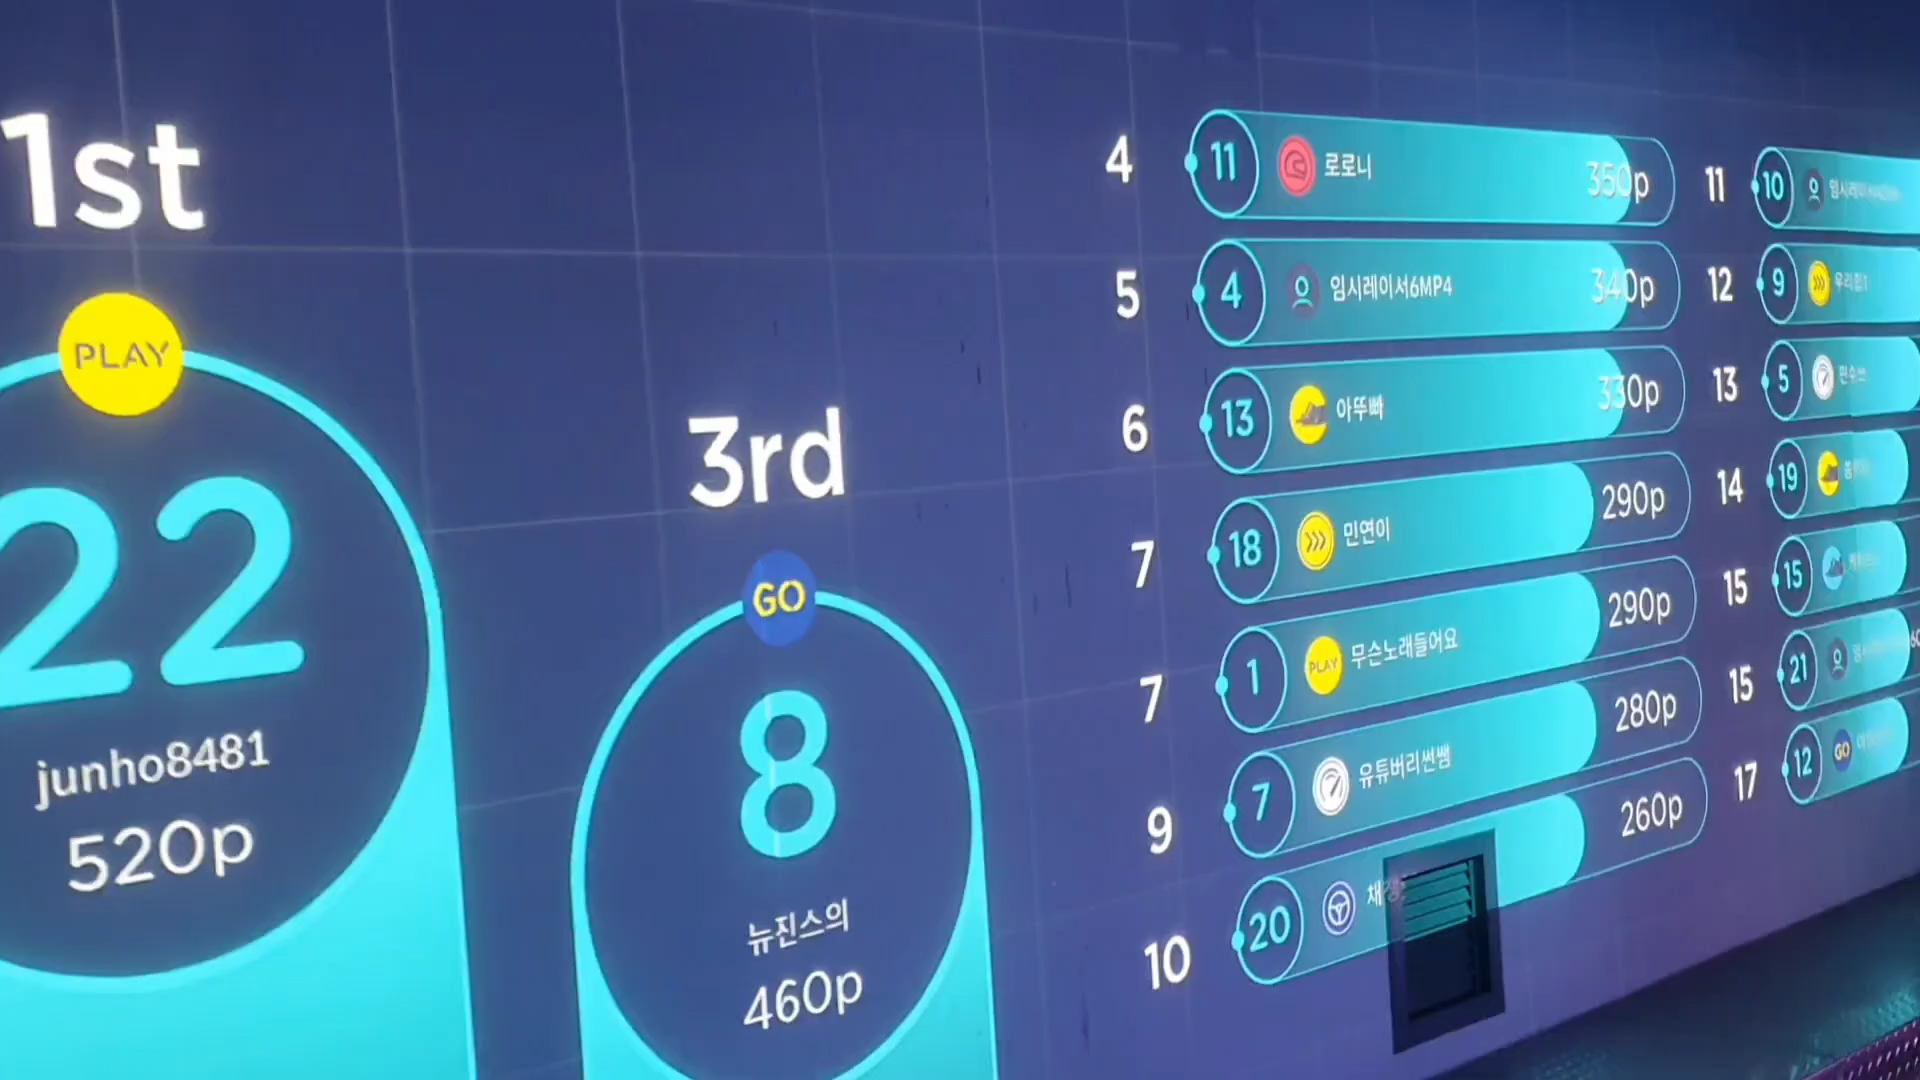 1st
PLAY
22
junho8481
520p
3rd
GO
8
뉴진스의
460p
4 11 로로니 350p
5 4 임시레이서6MP4 340p
6 13 아뚜빠 330p
7 18 민연이 290p
7 1 PLAY 무슨노래들어요 290p
9 7 유튜버리썬쌤 280p
10 20 260p
11 10
12 9
13 5
14 19
15 15
15 21
17 12 GO